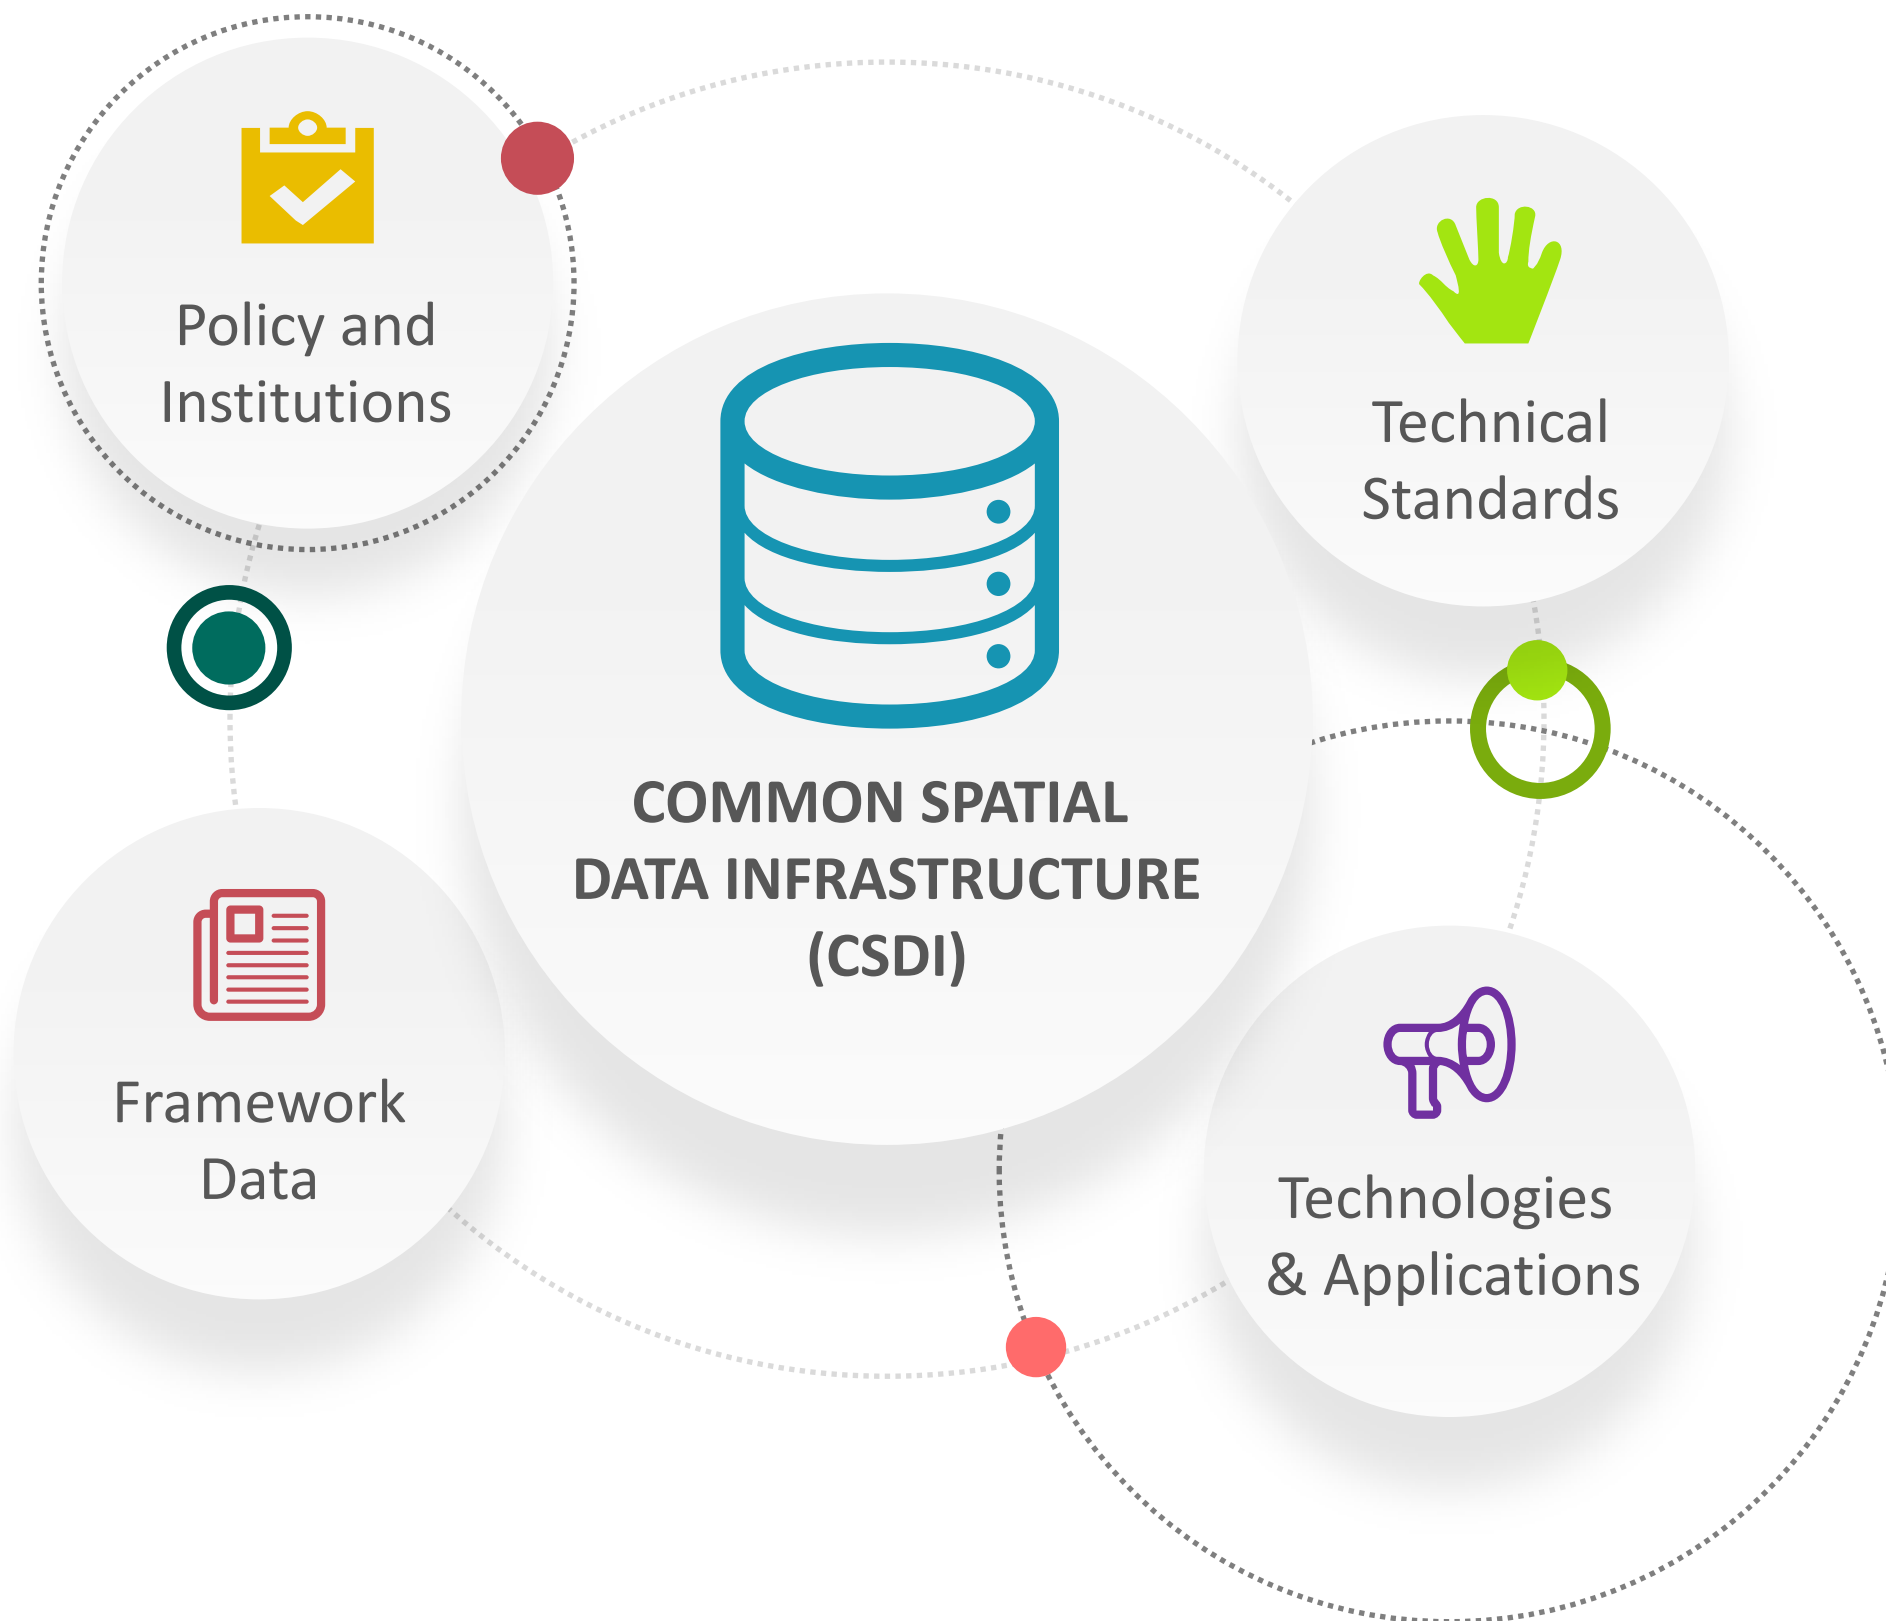 Policy and
Institutions
Technical
Standards
COMMON SPATIAL
DATA INFRASTRUCTURE
(CSDI)
Framework
Data
Technologies
& Applications